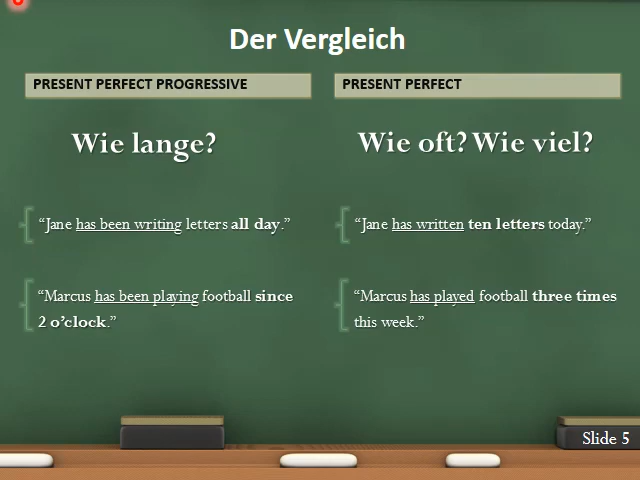 Der Vergleich
PRESENT PERFECT PROGRESSIVE
PRESENT PERFECT
Wie lange?
Wie oft? Wie viel?
“Jane has been writing letters all day.”
“Jane has written ten letters today.”
“Marcus has been playing football since
2 o’clock.”
“Marcus has played football three times
this week.”
Slide 5